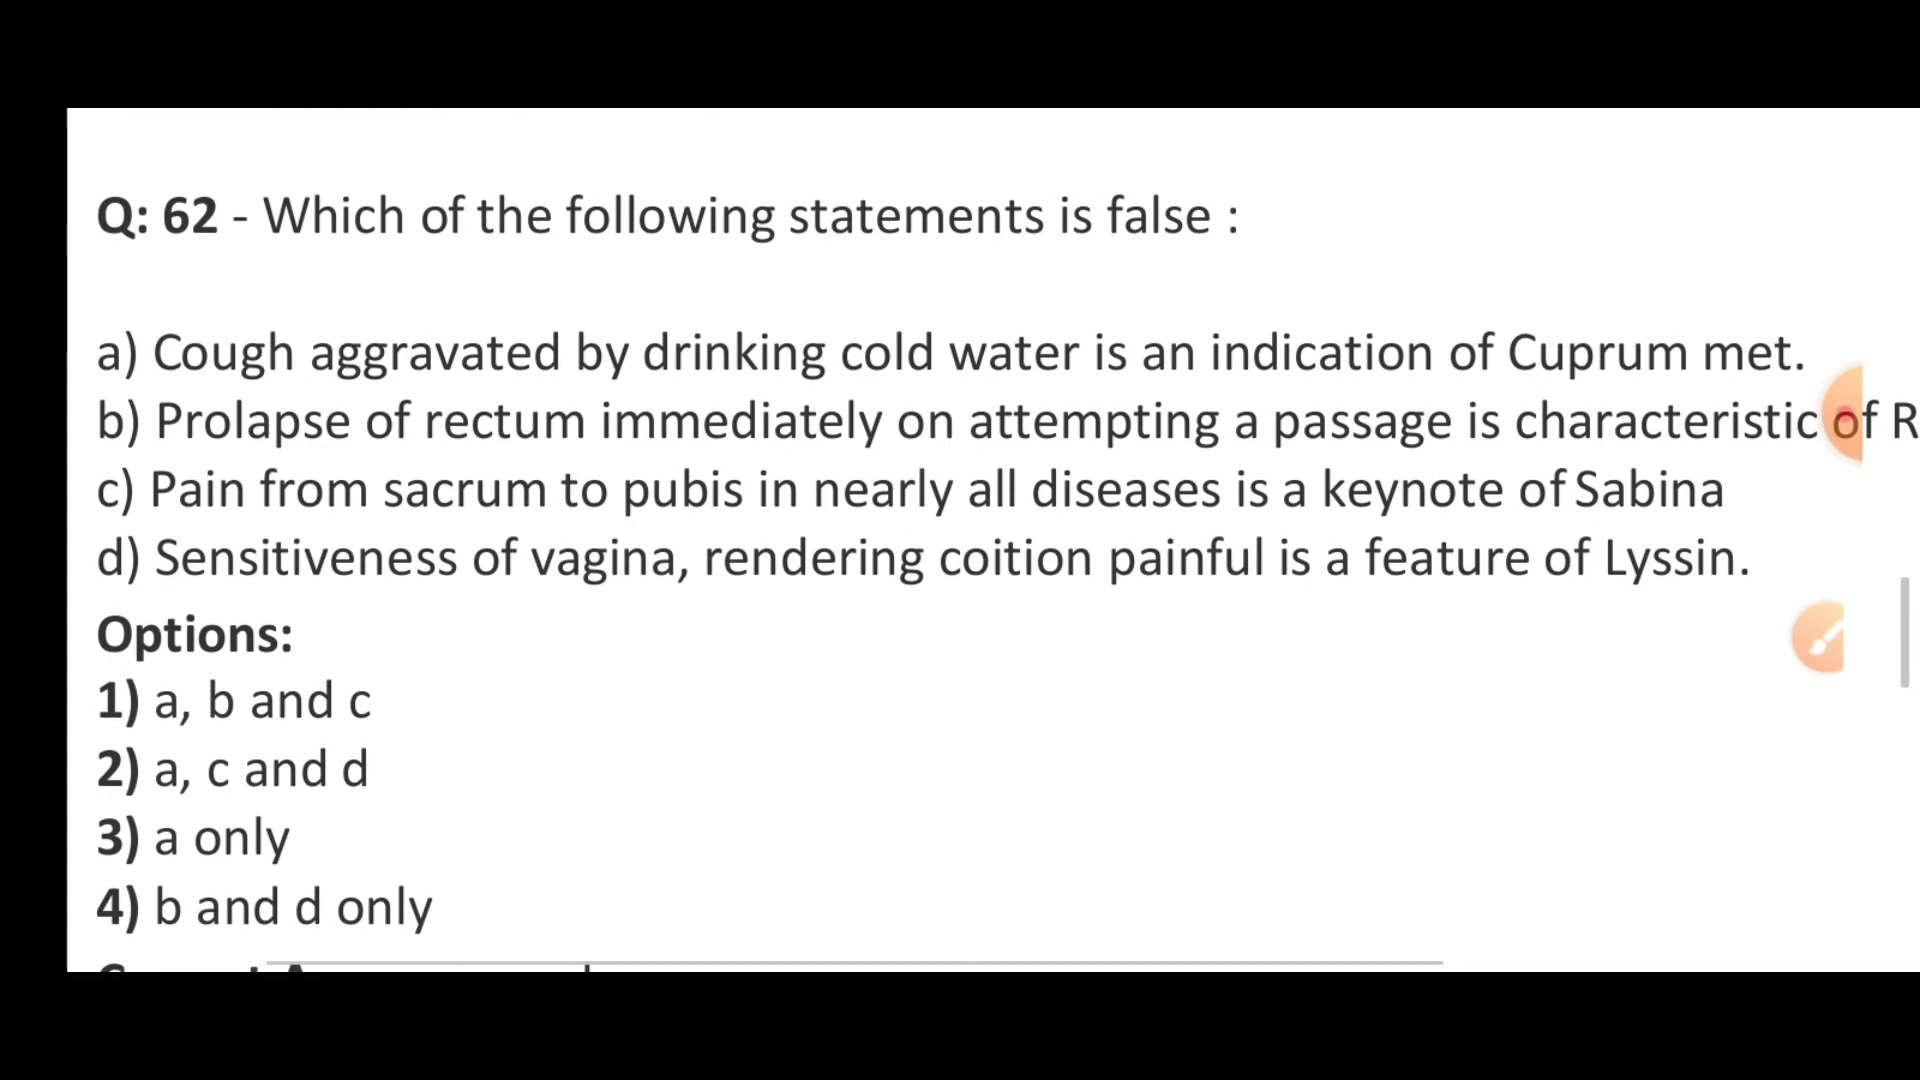 Q: 62 - Which of the following statements is false :
a) Cough aggravated by drinking cold water is an indication of Cuprum met.
b) Prolapse of rectum immediately on attempting a passage is characteristic of R
c) Pain from sacrum to pubis in nearly all diseases is a keynote of Sabina
d) Sensitiveness of vagina, rendering coition painful is a feature of Lyssin.
Options:
1) a, b and c
2) a, c and d
3) a only
4) b and d only